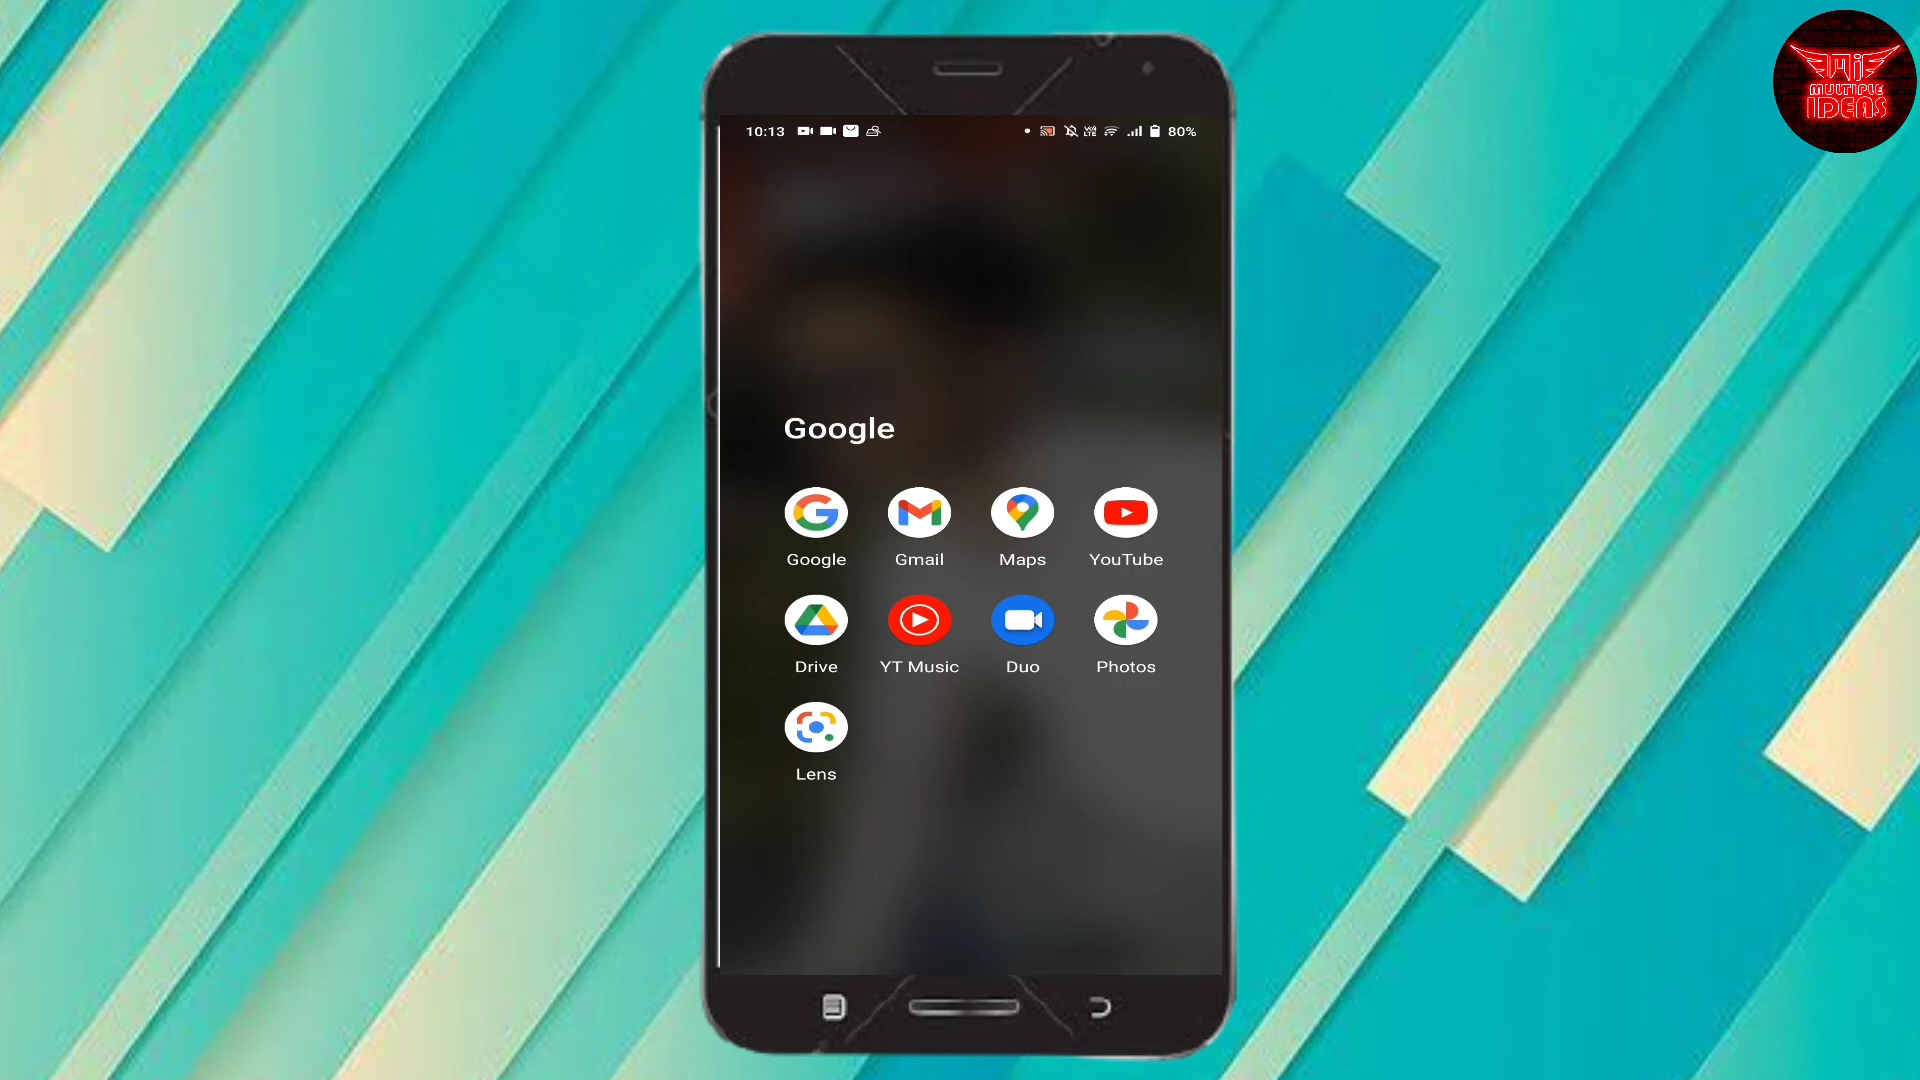 MULTIPLE
IDEAS
10:13
80%
Google
Google Gmail Maps YouTube
Drive YT Music Duo Photos
Lens